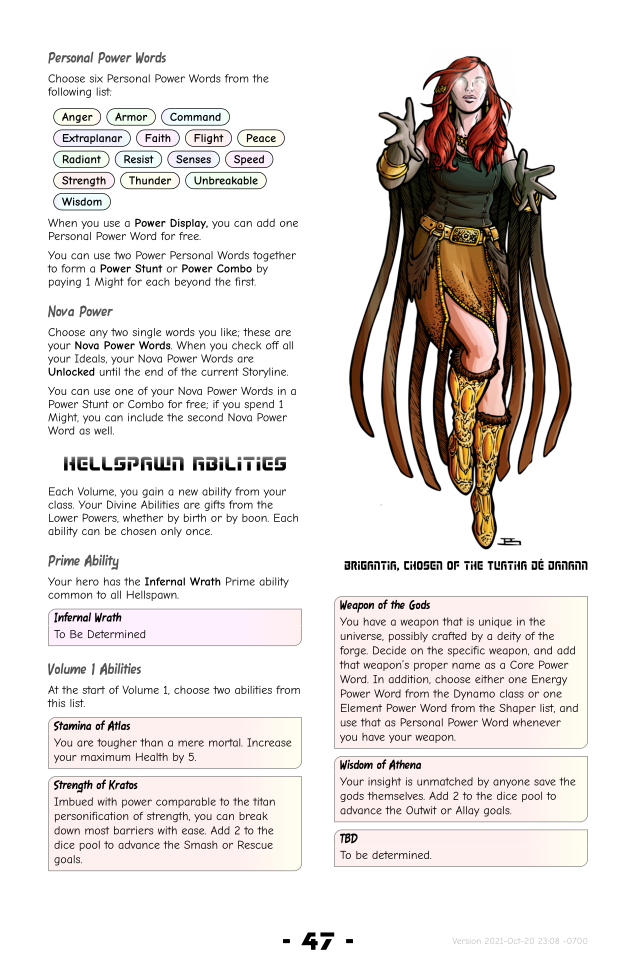 Personal Power Words
Choose six Personal Power Words from the
following list:
Anger Armor Command
Extraplanar Faith Flight Peace
Radiant Resist Senses Speed
Strength Thunder Unbreakable
Wisdom
When you use a Power Display, you can add one
Personal Power Word for free.
You can use two Power Personal Words together
to form a Power Stunt or Power Combo by
paying 1 Might for each beyond the first.
Nova Power
Choose any two single words you like; these are
your Nova Power Words. When you check off all
your Ideals, your Nova Power Words are
Unlocked until the end of the current Storyline.
You can use one of your Nova Power Words in a
Power Stunt or Combo for free; if you spend 1
Might, you can include the second Nova Power
Word as well.
HELLSPAWN ABILITIES
Each Volume, you gain a new ability from your
class. Your Divine Abilities are gifts from the
Lower Powers, whether by birth or by boon. Each
ability can be chosen only once.
Prime Ability
Your hero has the Infernal Wrath Prime ability
common to all Hellspawn.
Infernal Wrath
To Be Determined
Volume 1 Abilities
At the start of Volume 1, choose two abilities from
this list.
Stamina of Atlas
You are tougher than a mere mortal. Increase
your maximum Health by 5.
Strength of Kratos
Imbued with power comparable to the titan
personification of strength, you can break
down most barriers with ease. Add 2 to the
dice pool to advance the Smash or Rescue
goals.
BRIGANTIA, CHOSEN OF THE TUATHA DÉ DANANN
Weapon of the Gods
You have a weapon that is unique in the
universe, possibly crafted by a deity of the
forge. Decide on the specific weapon, and add
that weapon's proper name as a Core Power
Word. In addition, choose either one Energy
Power Word from the Dynamo class or one
Element Power Word from the Shaper list, and
use that as Personal Power Word whenever
you have your weapon.
Wisdom of Athena
Your insight is unmatched by anyone save the
gods themselves. Add 2 to the dice pool to
advance the Outwit or Allay goals.
TBD
To be determined.
- 47 -
Version 2021-Oct-20 23:08 -0700